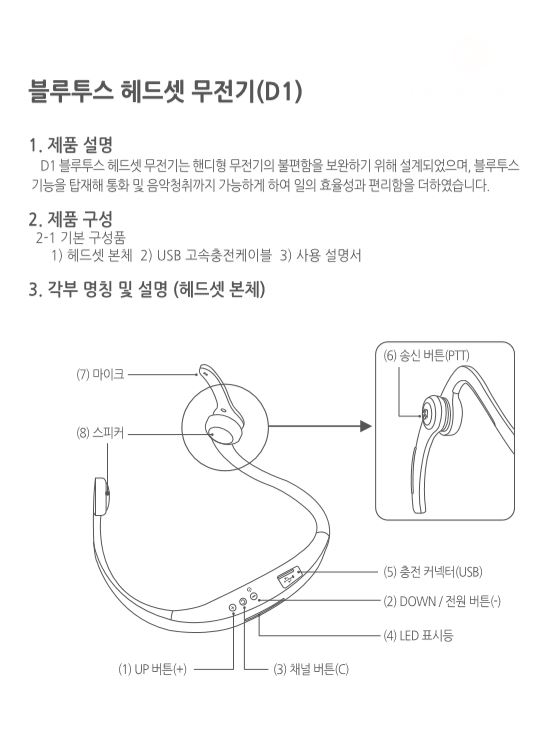 블루투스 헤드셋 무전기(D1)
1. 제품 설명
D1 블루투스 헤드셋 무전기는 핸디형 무전기의 불편함을 보완하기 위해 설계되었으며, 블루투스
기능을 탑재해 통화 및 음악청취까지 가능하게 하여 일의 효율성과 편리함을 더하였습니다.
2. 제품 구성
2-1 기본 구성품
1) 헤드셋 본체 2) USB 고속충전케이블 3) 사용 설명서
3. 각부 명칭 및 설명 (헤드셋 본체)
(6) 송신 버튼(PTT)
(7) 마이크
(8) 스피커
(5) 충전 커넥터(USB)
(2) DOWN / 전원 버튼(-)
(4) LED 표시등
(1) UP 버튼(+)
(3) 채널 버튼(C)